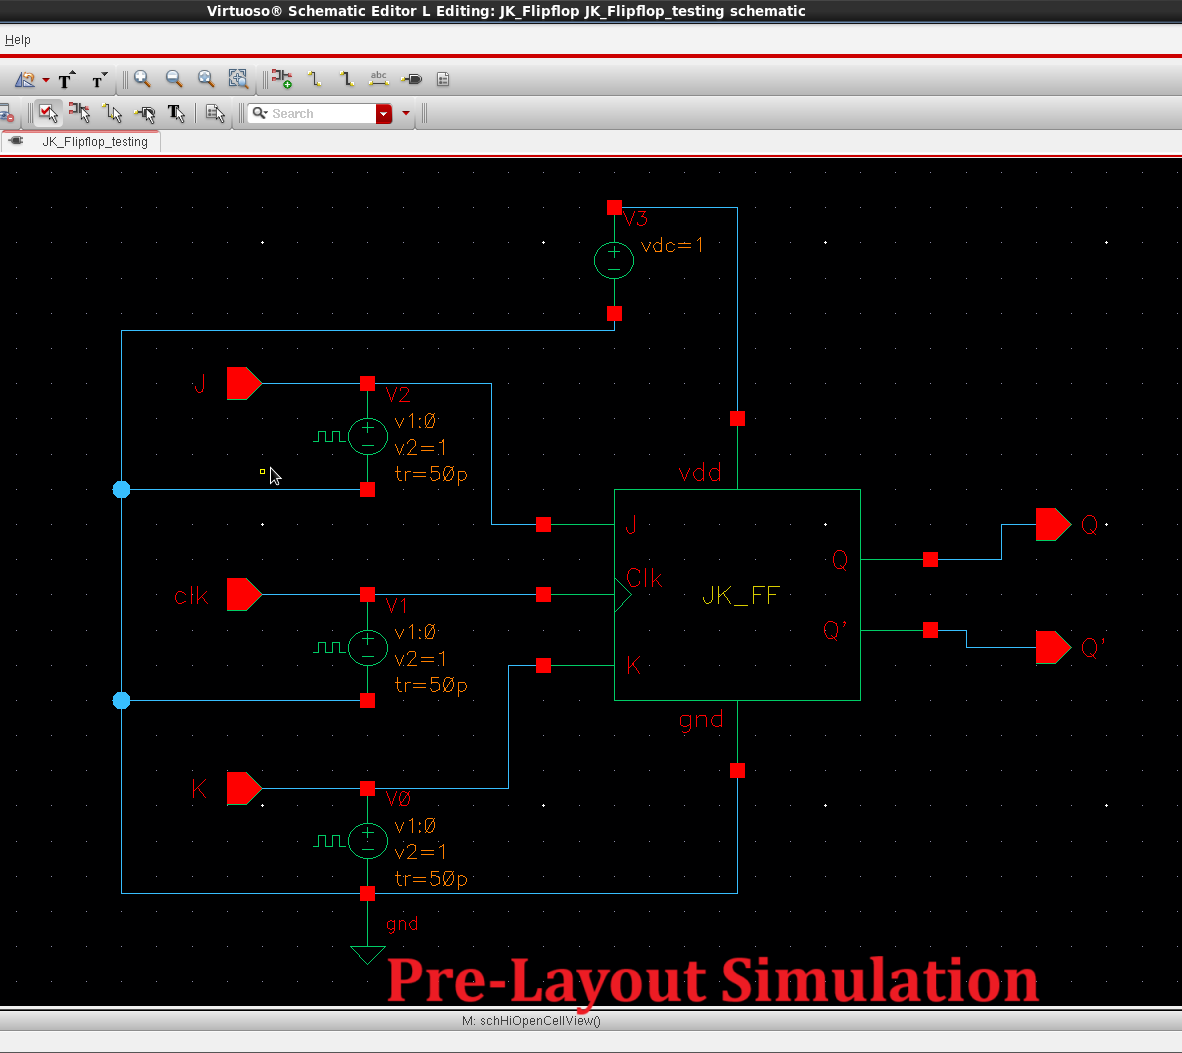 Virtuoso® Schematic Editor L Editing: JK_Flipflop JK_Flipflop_testing schematic
Help
abc
Search
JK_Flipflop_testing
V3
vdc=1
J
V2
v1:0
v2=1
tr=50p
vdd
J
Q
Q
clk
Clk
JK_FF
V1
v1:0
v2=1
tr=50p
Q'
Q'
K
gnd
K
V0
v1:0
v2=1
tr=50p
gnd
Pre-Layout Simulation
M: schHiOpenCellView()